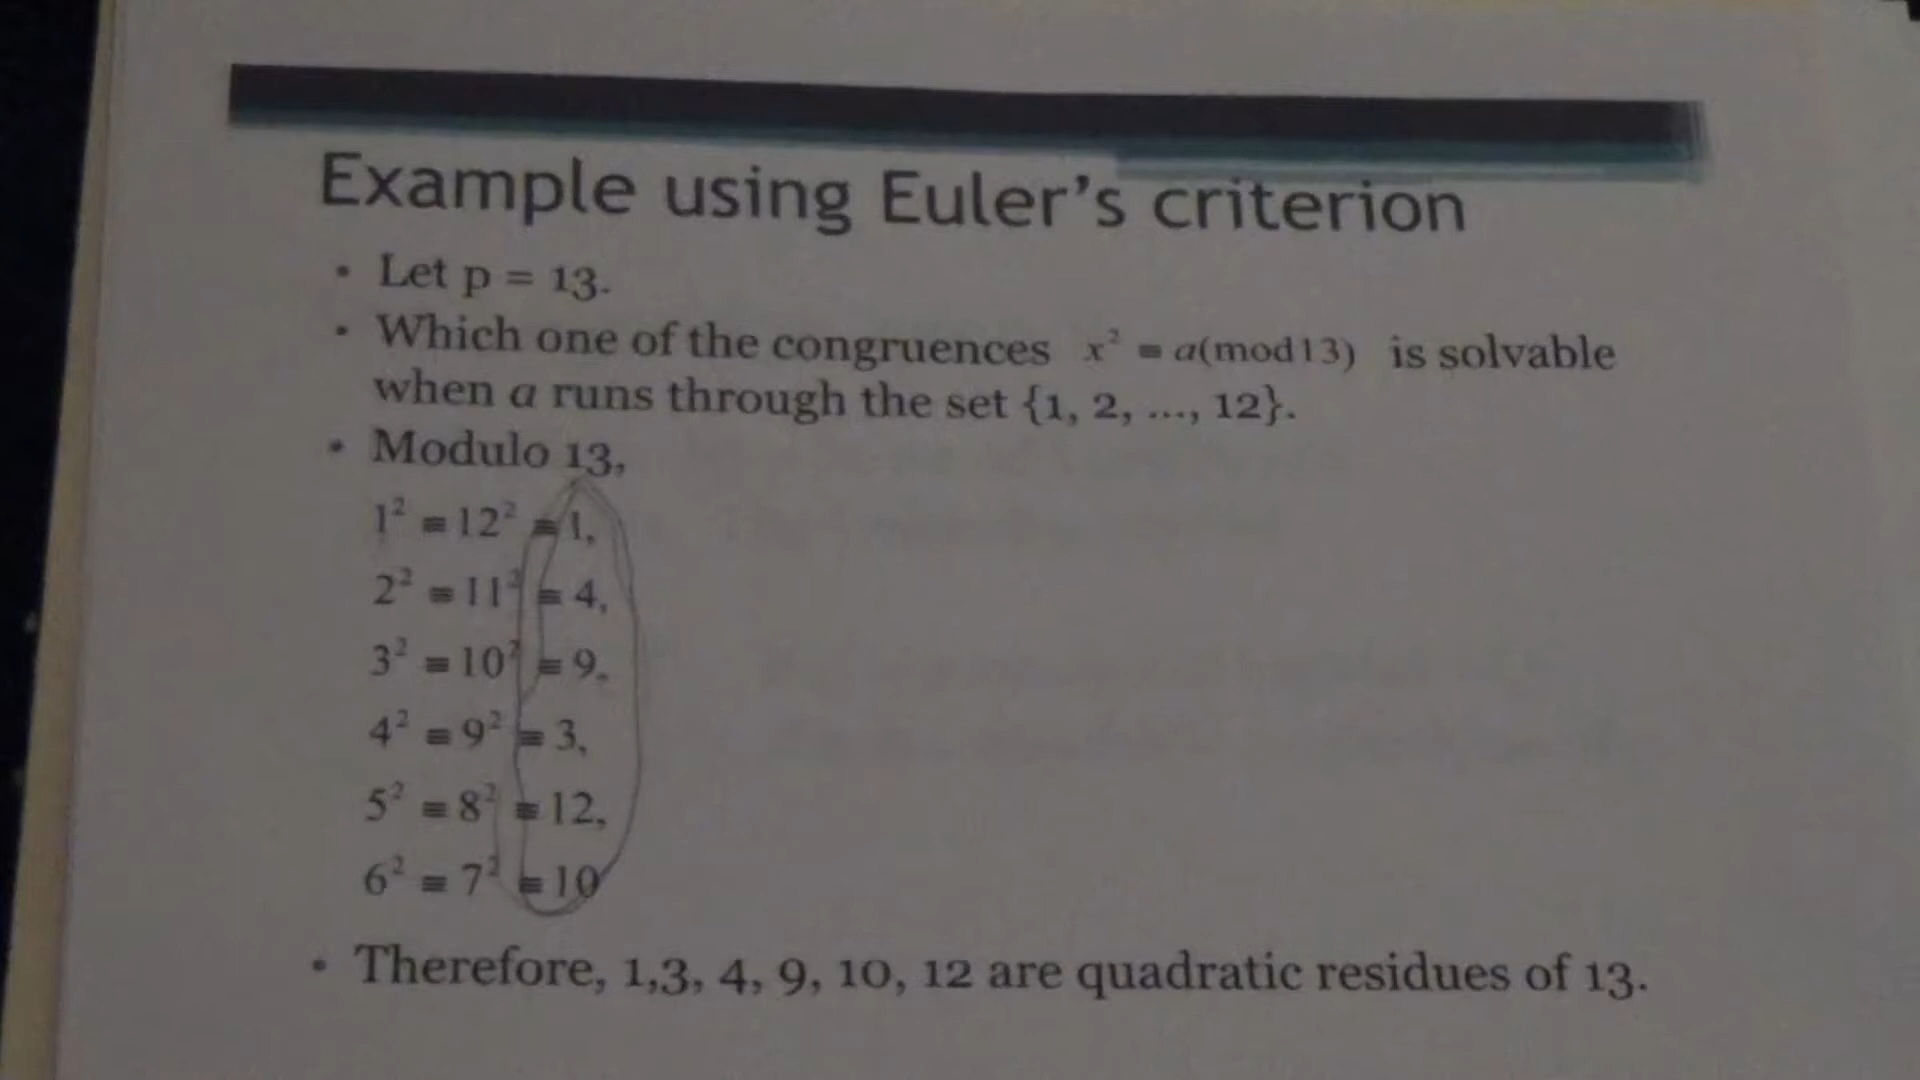 Example using Euler's criterion
• Let p = 13.
• Which one of the congruences x² ≡ a(mod13) is solvable
when a runs through the set {1, 2, ..., 12}.
• Modulo 13,
1² ≡ 12² ≡ 1,
2² ≡ 11² ≡ 4,
3² ≡ 10² ≡ 9,
4² ≡ 9² ≡ 3,
5² ≡ 8² ≡ 12,
6² ≡ 7² ≡ 10
• Therefore, 1,3, 4, 9, 10, 12 are quadratic residues of 13.